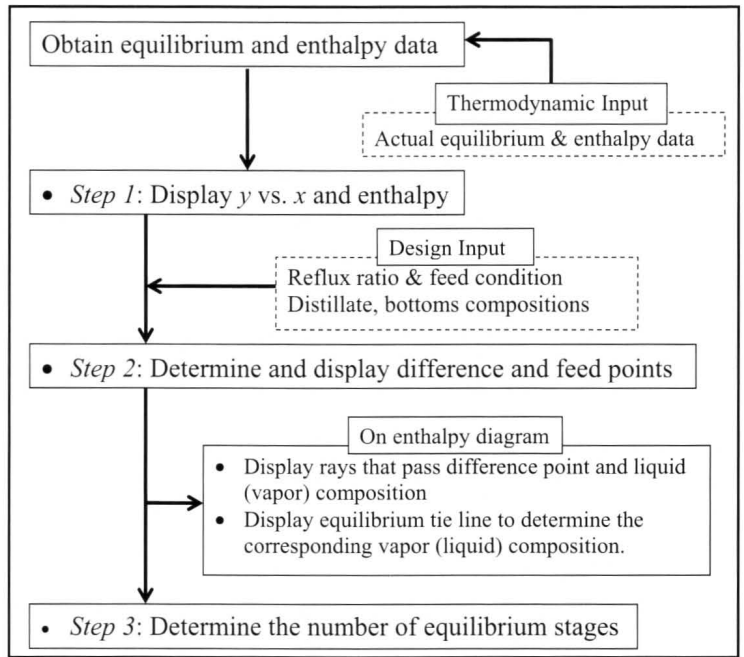 Obtain equilibrium and enthalpy data
Thermodynamic Input
Actual equilibrium & enthalpy data
• Step 1: Display y vs. x and enthalpy
Design Input
Reflux ratio & feed condition
Distillate, bottoms compositions
• Step 2: Determine and display difference and feed points
On enthalpy diagram
• Display rays that pass difference point and liquid
(vapor) composition
• Display equilibrium tie line to determine the
corresponding vapor (liquid) composition.
• Step 3: Determine the number of equilibrium stages